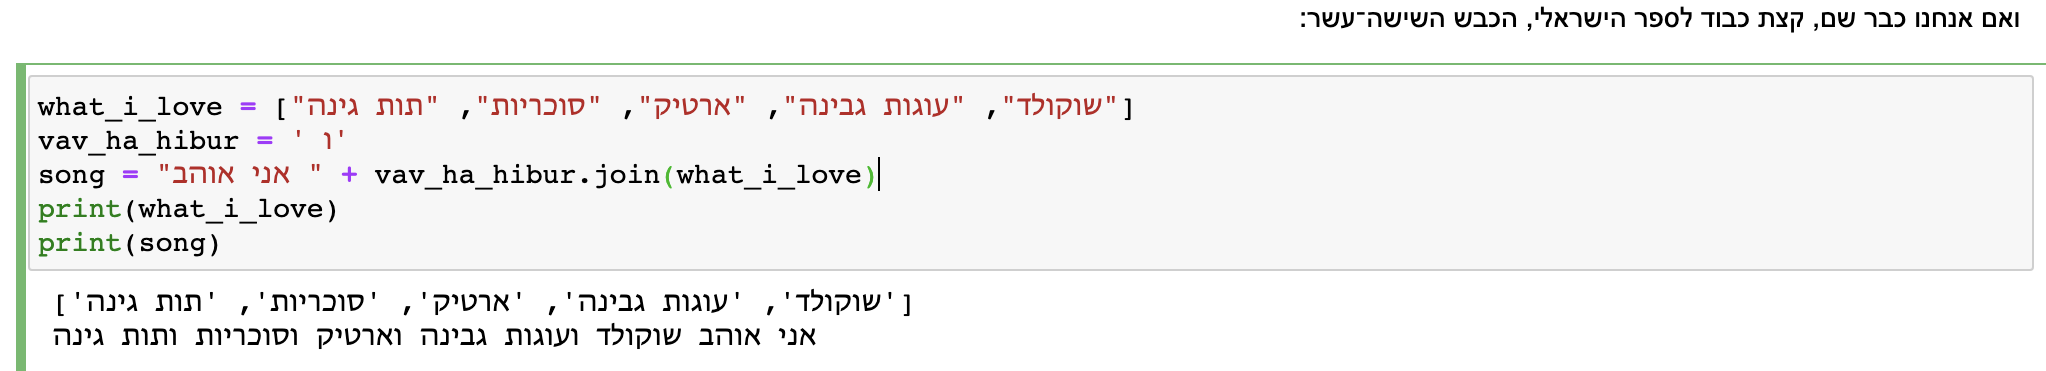 ואם אנחנו כבר שם, קצת כבוד לספר הישראלי, הכבש השישה־עשר:
what_i_love = ["שוקולד", "עוגות גבינה", "ארטיק", "סוכריות", "תות גינה"]
vav_ha_hibur = ' ו'
song = "אני אוהב " + vav_ha_hibur.join(what_i_love)
print(what_i_love)
print(song)
['שוקולד', 'עוגות גבינה', 'ארטיק', 'סוכריות', 'תות גינה']
אני אוהב שוקולד ועוגות גבינה וארטיק וסוכריות ותות גינה